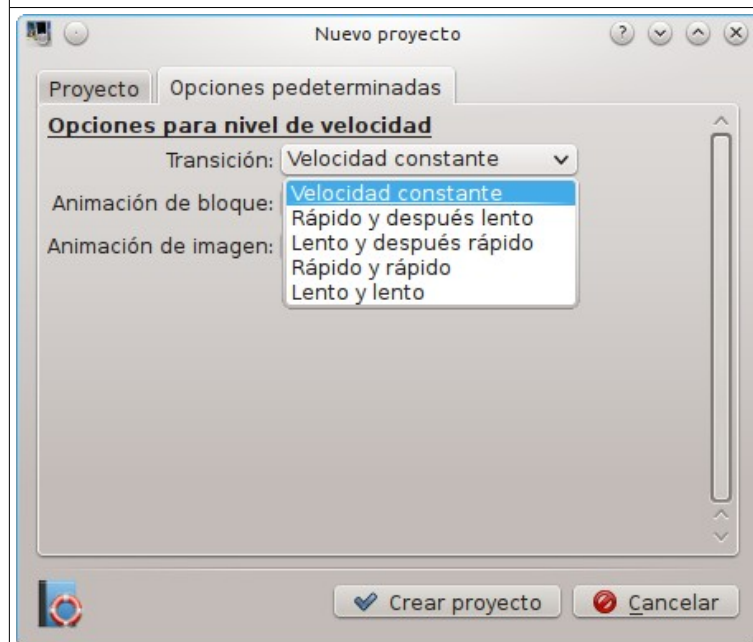 Nuevo proyecto
Proyecto Opciones pedeterminadas
Opciones para nivel de velocidad
Transición: Velocidad constante
Velocidad constante
Animación de bloque:
Rápido y después lento
Animación de imagen: Lento y después rápido
Rápido y rápido
Lento y lento
Crear proyecto Cancelar